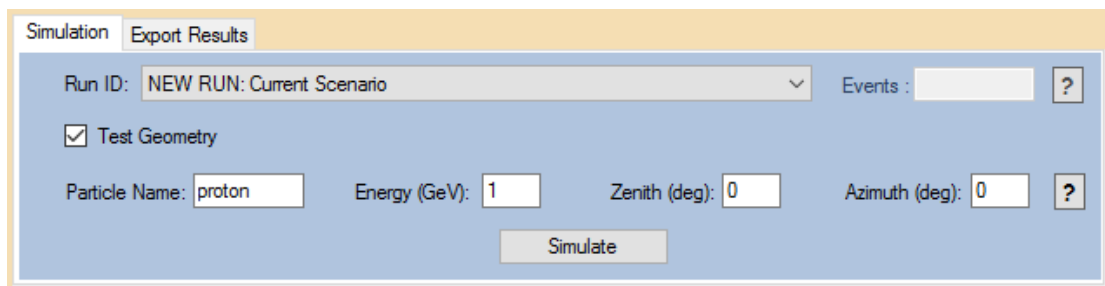 Simulation Export Results
Run ID: NEW RUN: Current Scenario Events : ?
Test Geometry
Particle Name: proton Energy (GeV): 1 Zenith (deg): 0 Azimuth (deg): 0 ?
Simulate